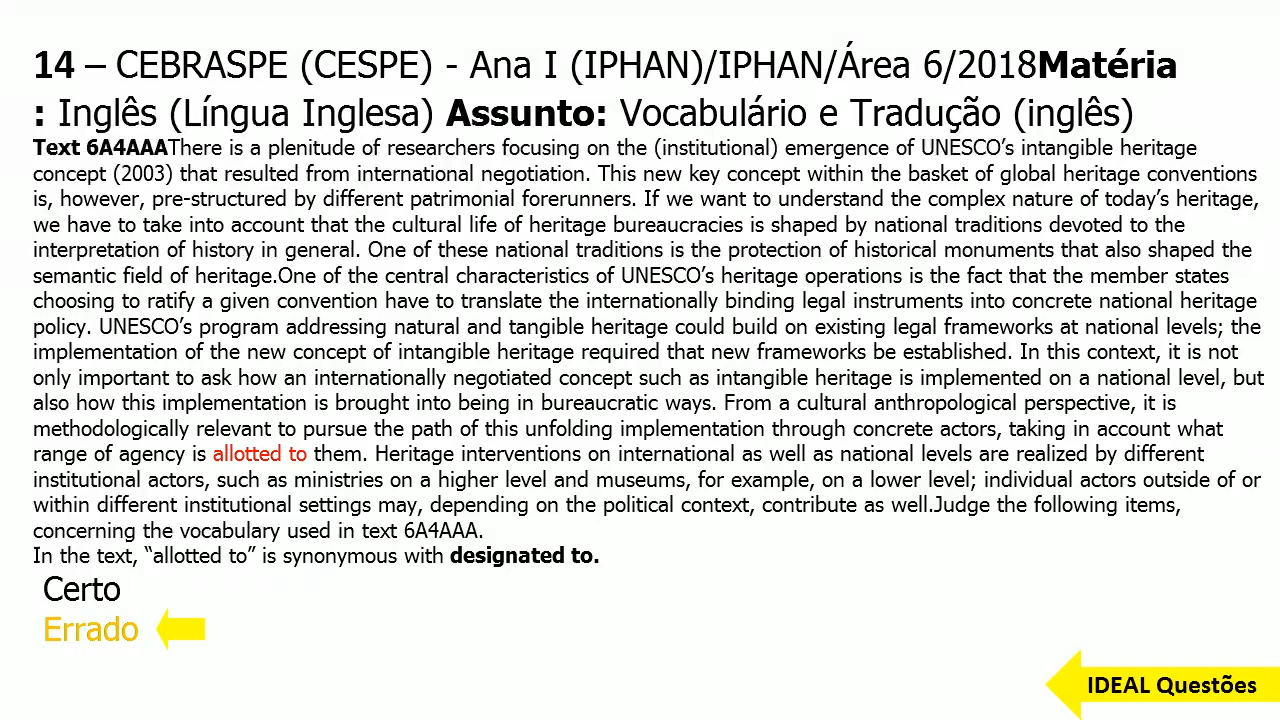 14 – CEBRASPE (CESPE) - Ana I (IPHAN)/IPHAN/Área 6/2018Matéria
: Inglês (Língua Inglesa) Assunto: Vocabulário e Tradução (inglês)
Text 6A4AAAThere is a plenitude of researchers focusing on the (institutional) emergence of UNESCO’s intangible heritage
concept (2003) that resulted from international negotiation. This new key concept within the basket of global heritage conventions
is, however, pre-structured by different patrimonial forerunners. If we want to understand the complex nature of today’s heritage,
we have to take into account that the cultural life of heritage bureaucracies is shaped by national traditions devoted to the
interpretation of history in general. One of these national traditions is the protection of historical monuments that also shaped the
semantic field of heritage.One of the central characteristics of UNESCO’s heritage operations is the fact that the member states
choosing to ratify a given convention have to translate the internationally binding legal instruments into concrete national heritage
policy. UNESCO’s program addressing natural and tangible heritage could build on existing legal frameworks at national levels; the
implementation of the new concept of intangible heritage required that new frameworks be established. In this context, it is not
only important to ask how an internationally negotiated concept such as intangible heritage is implemented on a national level, but
also how this implementation is brought into being in bureaucratic ways. From a cultural anthropological perspective, it is
methodologically relevant to pursue the path of this unfolding implementation through concrete actors, taking in account what
range of agency is allotted to them. Heritage interventions on international as well as national levels are realized by different
institutional actors, such as ministries on a higher level and museums, for example, on a lower level; individual actors outside of or
within different institutional settings may, depending on the political context, contribute as well.Judge the following items,
concerning the vocabulary used in text 6A4AAA.
In the text, “allotted to” is synonymous with designated to.
Certo
Errado
IDEAL Questões